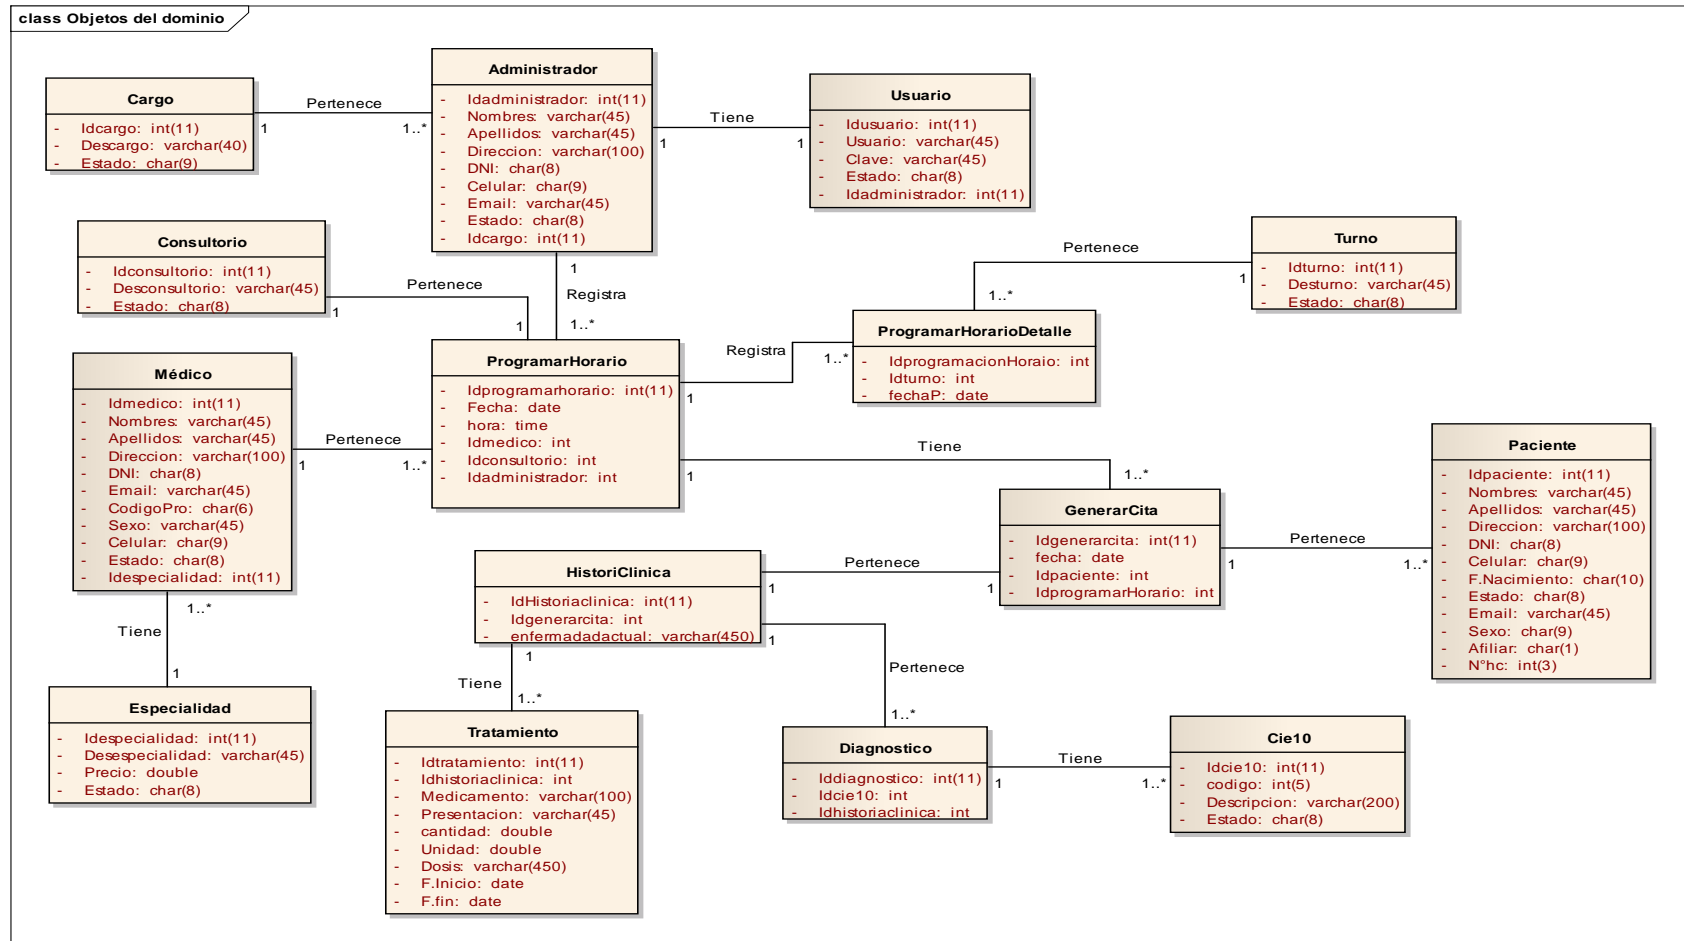 class Objetos del dominio
Cargo
- Idcargo: int(11)
- Descargo: varchar(40)
- Estado: char(9)
Pertenece
1
1..*
Administrador
- Idadministrador: int(11)
- Nombres: varchar(45)
- Apellidos: varchar(45)
- Direccion: varchar(100)
- DNI: char(8)
- Celular: char(9)
- Email: varchar(45)
- Estado: char(8)
- Idcargo: int(11)
Tiene
1
1
Usuario
- Idusuario: int(11)
- Usuario: varchar(45)
- Clave: varchar(45)
- Estado: char(8)
- Idadministrador: int(11)
Consultorio
- Idconsultorio: int(11)
- Desconsultorio: varchar(45)
- Estado: char(8)
Pertenece
1
1
1
Registra
1..*
Turno
- Idturno: int(11)
- Desturno: varchar(45)
- Estado: char(8)
Pertenece
1
1..*
ProgramarHorarioDetalle
- IdprogramacionHoraio: int
- Idturno: int
- fechaP: date
Registra
1..*
1
ProgramarHorario
- Idprogramarhorario: int(11)
- Fecha: date
- hora: time
- Idmedico: int
- Idconsultorio: int
- Idadministrador: int
Médico
- Idmedico: int(11)
- Nombres: varchar(45)
- Apellidos: varchar(45)
- Direccion: varchar(100)
- DNI: char(8)
- Email: varchar(45)
- CodigoPro: char(6)
- Sexo: varchar(45)
- Celular: char(9)
- Estado: char(8)
- Idespecialidad: int(11)
Pertenece
1
1..*
Tiene
1
1..*
GenerarCita
- Idgenerarcita: int(11)
- fecha: date
- Idpaciente: int
- IdprogramarHorario: int
Pertenece
1
1..*
Paciente
- Idpaciente: int(11)
- Nombres: varchar(45)
- Apellidos: varchar(45)
- Direccion: varchar(100)
- DNI: char(8)
- Celular: char(9)
- F.Nacimiento: char(10)
- Estado: char(8)
- Email: varchar(45)
- Sexo: char(9)
- Afiliar: char(1)
- N°hc: int(3)
HistoriClinica
- IdHistoriaclinica: int(11)
- Idgenerarcita: int
- enfermadadactual: varchar(450)
Pertenece
1
1
1..*
Tiene
1
Especialidad
- Idespecialidad: int(11)
- Desespecialidad: varchar(45)
- Precio: double
- Estado: char(8)
1
Tiene
1..*
Tratamiento
- Idtratamiento: int(11)
- Idhistoriaclinica: int
- Medicamento: varchar(100)
- Presentacion: varchar(45)
- cantidad: double
- Unidad: double
- Dosis: varchar(450)
- F.Inicio: date
- F.fin: date
1
Pertenece
1..*
Diagnostico
- Iddiagnostico: int(11)
- Idcie10: int
- Idhistoriaclinica: int
Tiene
1
1..*
Cie10
- Idcie10: int(11)
- codigo: int(5)
- Descripcion: varchar(200)
- Estado: char(8)